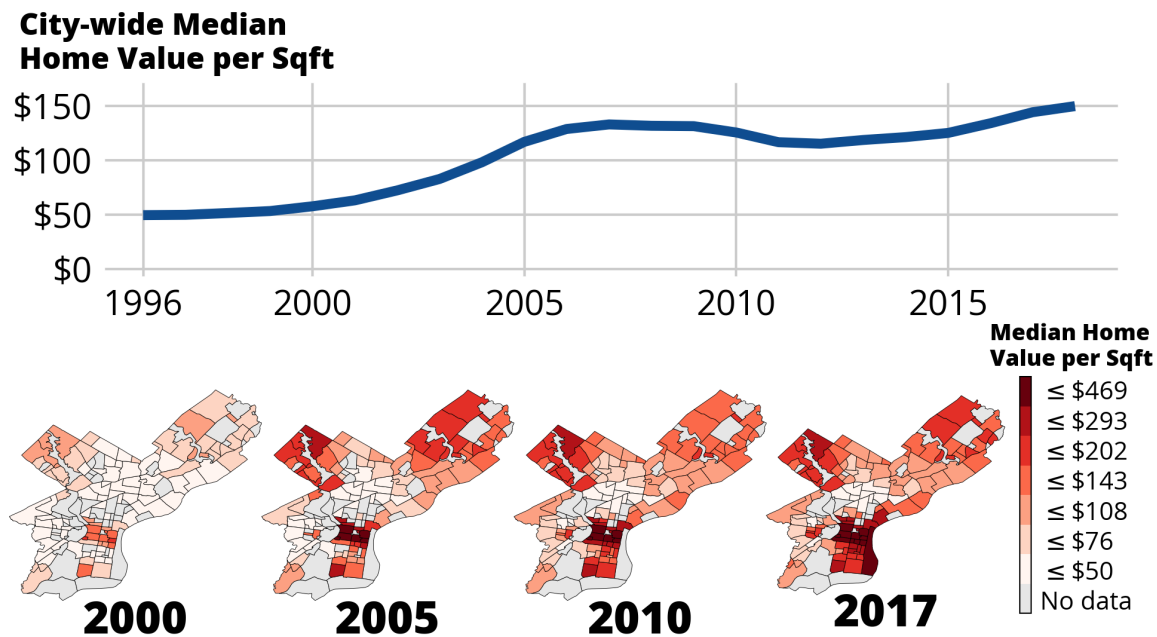 City-wide Median
Home Value per Sqft
$150
$100
$50
$0
1996 2000 2005 2010 2015
Median Home
Value per Sqft
≤ $469
≤ $293
≤ $202
≤ $143
≤ $108
≤ $76
≤ $50
No data
2000 2005 2010 2017